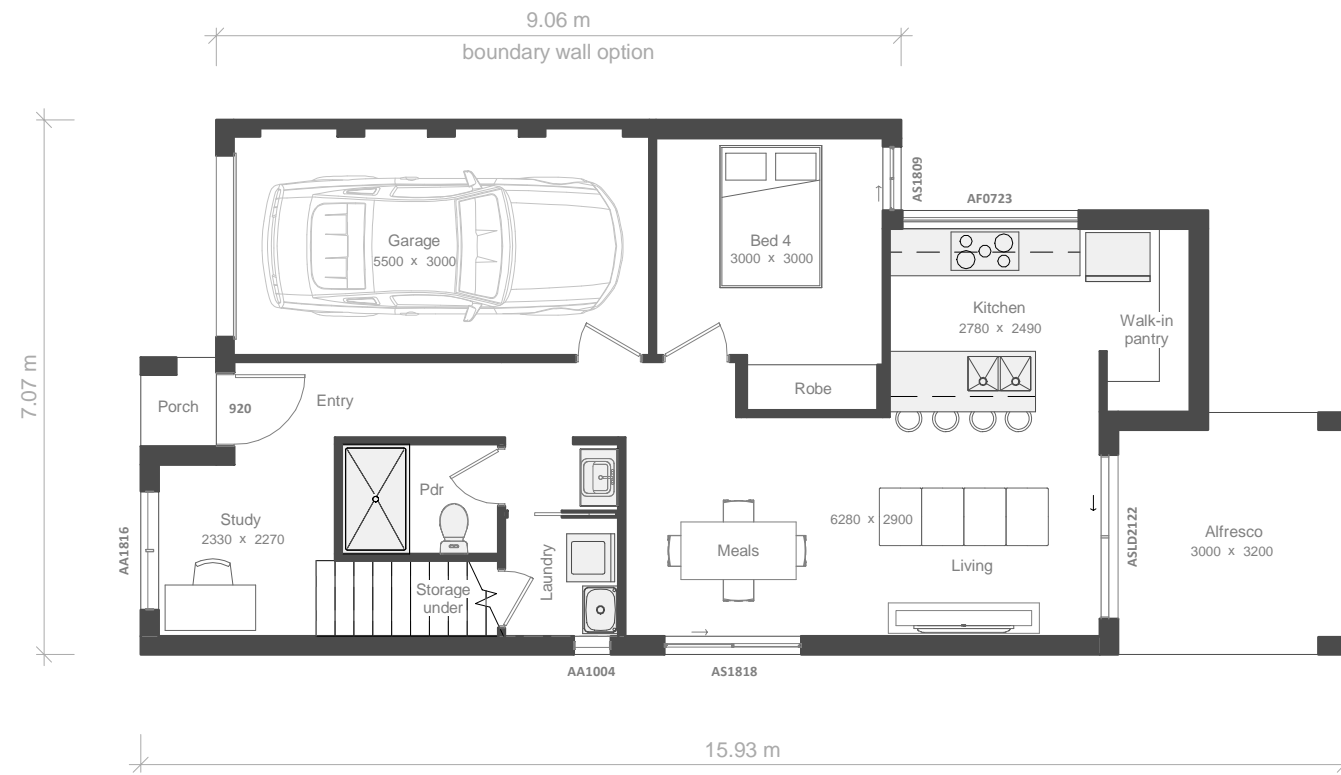 9.06 m
boundary wall option
7.07 m
AS1809
AF0723
Garage
5500 x 3000
Bed 4
3000 x 3000
Kitchen
2780 x 2490
Walk-in
pantry
Robe
Porch
920
Entry
Pdr
Study
2330 x 2270
AA1816
Storage
under
Laundry
Meals
6280 x 2900
Living
ASLD2122
Alfresco
3000 x 3200
AA1004
AS1818
15.93 m